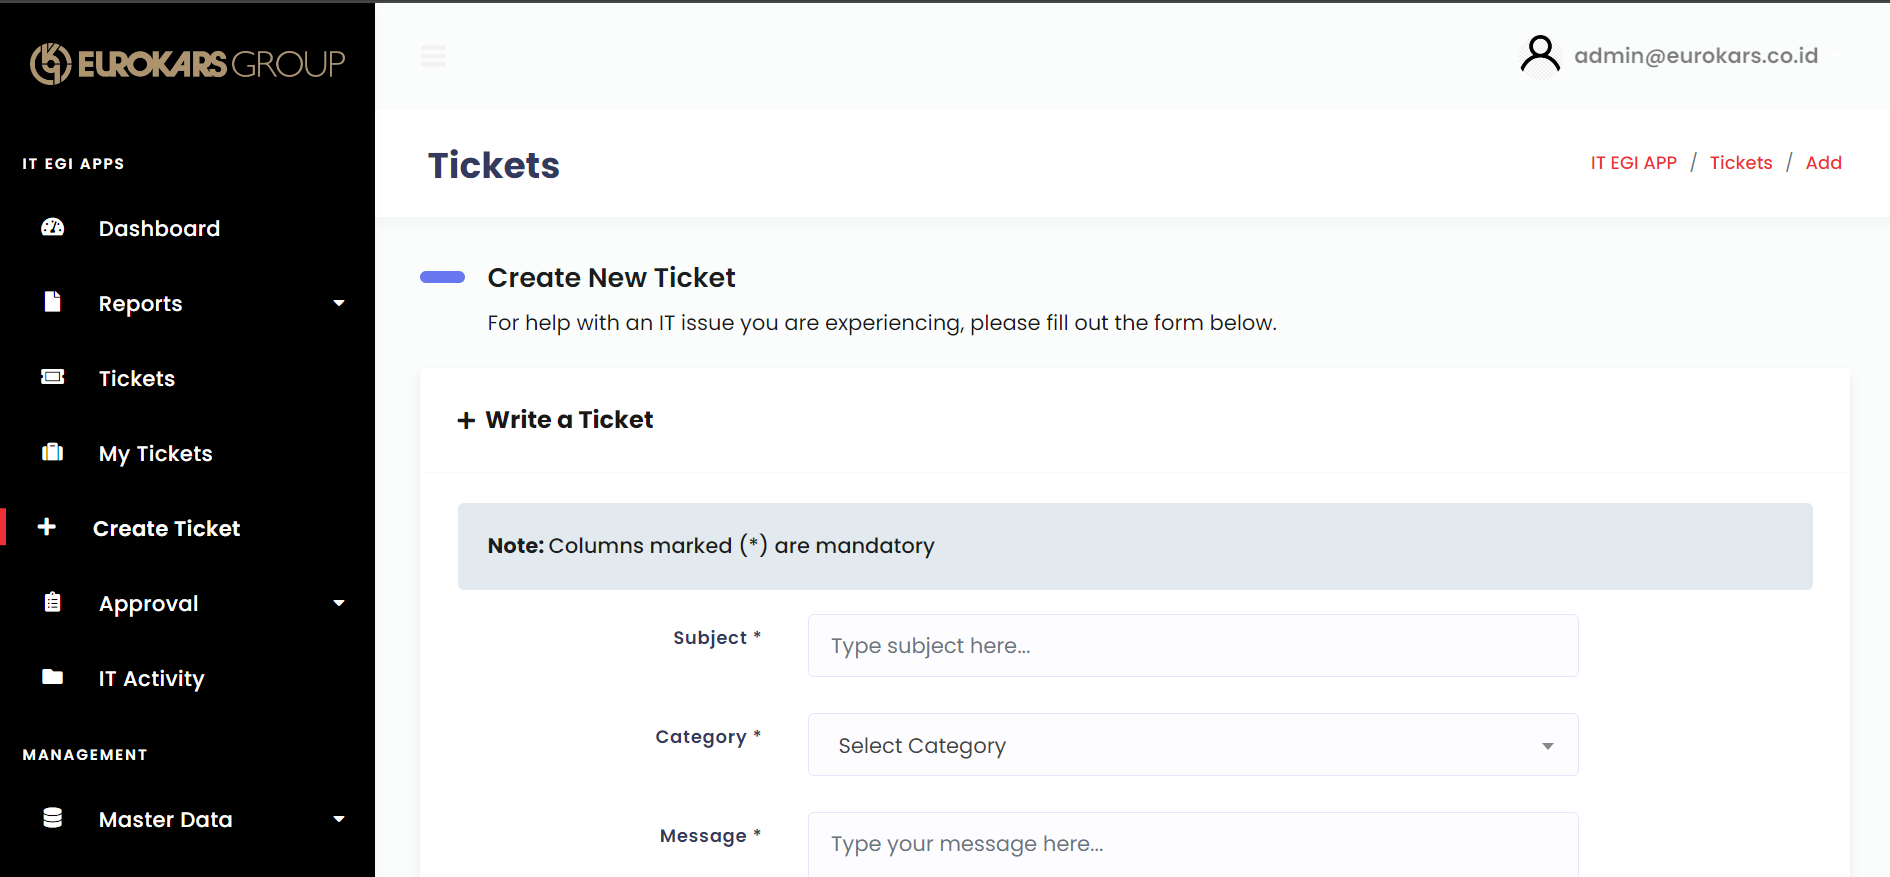 EUROKARS GROUP
admin@eurokars.co.id
IT EGI APPS
Dashboard
Reports
Tickets
My Tickets
Create Ticket
Approval
IT Activity
MANAGEMENT
Master Data
Tickets
IT EGI APP / Tickets / Add
Create New Ticket
For help with an IT issue you are experiencing, please fill out the form below.
Write a Ticket
Note: Columns marked (*) are mandatory
Subject *
Type subject here...
Category *
Select Category
Message *
Type your message here...